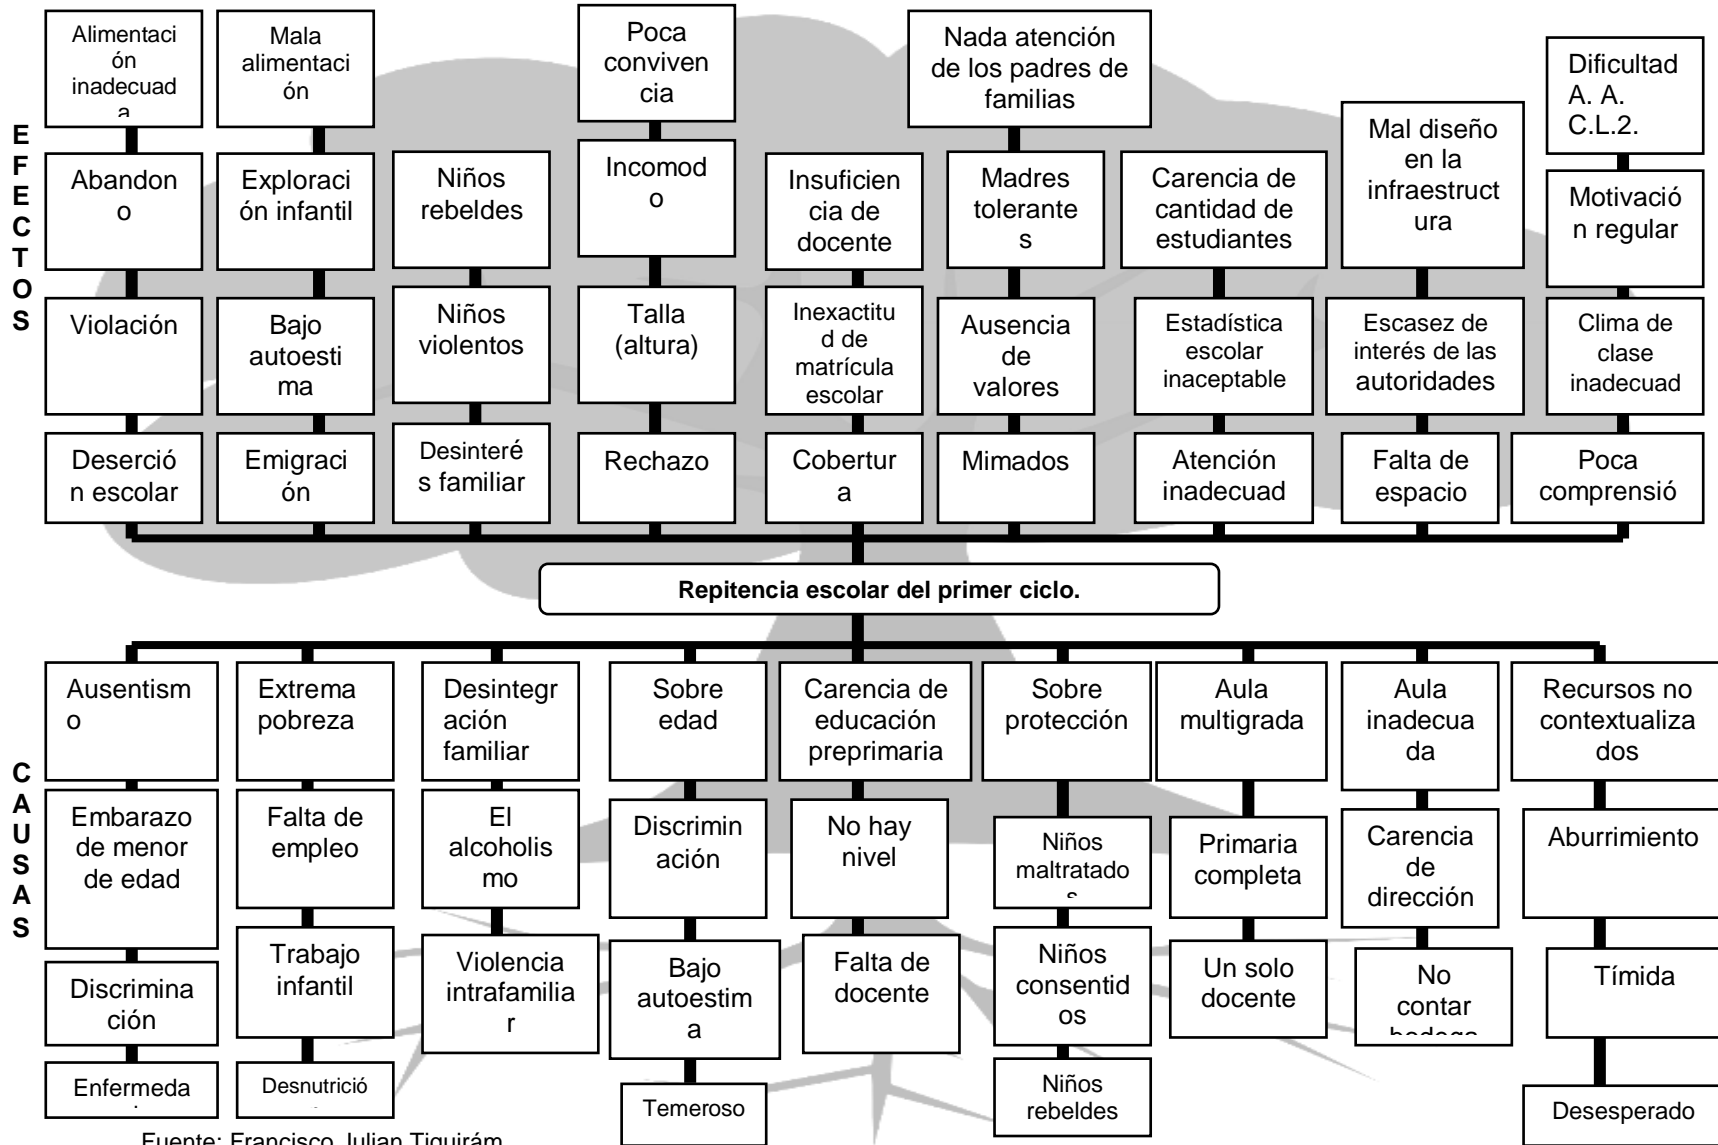 Alimentaci
ón
inadecuad
a
Mala
alimentaci
ón
Poca
conviven
cia
Nada atención
de los padres de
familias
Dificultad
A. A.
C.L.2.
E
F
E
C
T
O
S
Abandon
o
Exploraci
ón infantil
Niños
rebeldes
Incomod
o
Insuficien
cia de
docente
Madres
tolerante
s
Carencia de
cantidad de
estudiantes
Mal diseño
en la
infraestruct
ura
Motivació
n regular
Violación
Bajo
autoesti
ma
Niños
violentos
Talla
(altura)
Inexactitu
d de
matrícula
escolar
Ausencia
de
valores
Estadística
escolar
inaceptable
Escasez de
interés de las
autoridades
Clima de
clase
inadecuad
Deserció
n escolar
Emigraci
ón
Desinteré
s familiar
Rechazo
Cobertur
a
Mimados
Atención
inadecuad
Falta de
espacio
Poca
comprensió
Repitencia escolar del primer ciclo.
C
A
U
S
A
S
Ausentism
o
Extrema
pobreza
Desintegr
ación
familiar
Sobre
edad
Carencia de
educación
preprimaria
Sobre
protección
Aula
multigrada
Aula
inadecua
da
Recursos no
contextualiza
dos
Embarazo
de menor
de edad
Falta de
empleo
El
alcoholis
mo
Discrimin
ación
No hay
nivel
Niños
maltratado
s
Primaria
completa
Carencia
de
dirección
Aburrimiento
Discrimina
ción
Trabajo
infantil
Violencia
intrafamilia
r
Bajo
autoestim
a
Falta de
docente
Niños
consentid
os
Un solo
docente
No
contar
bodega
Tímida
Enfermeda
Desnutrició
Temeroso
Niños
rebeldes
Desesperado
Fuente: Francisco Julian Tiquirám